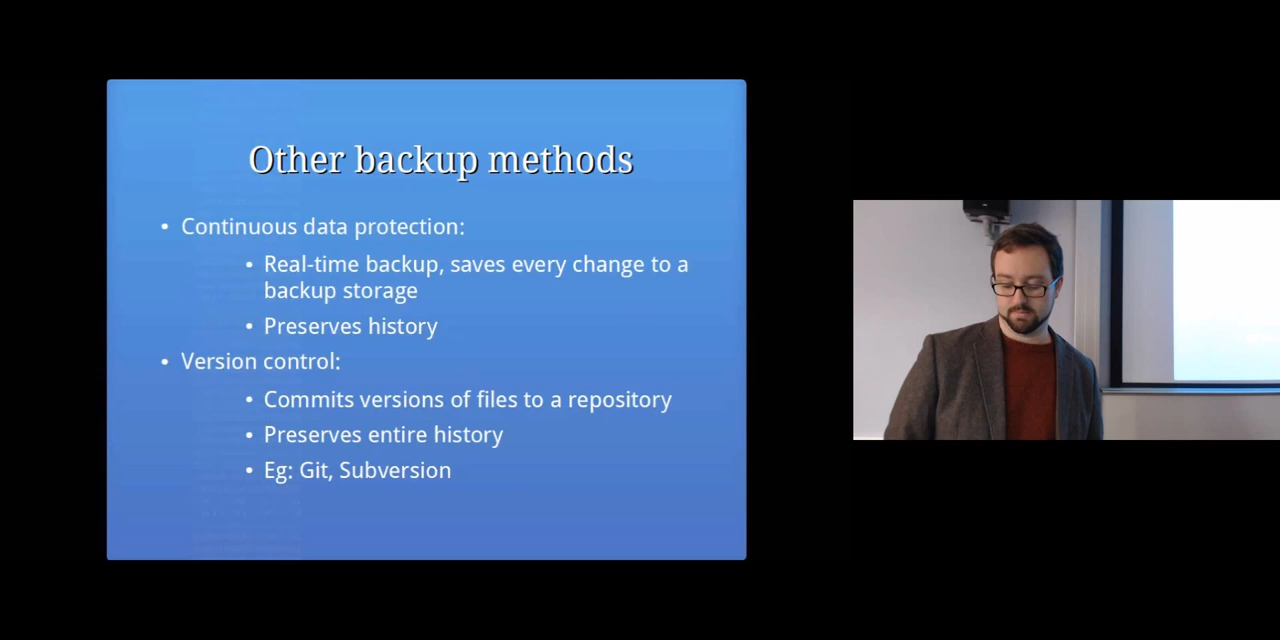 Other backup methods
• Continuous data protection:
• Real-time backup, saves every change to a
backup storage
• Preserves history
• Version control:
• Commits versions of files to a repository
• Preserves entire history
• Eg: Git, Subversion